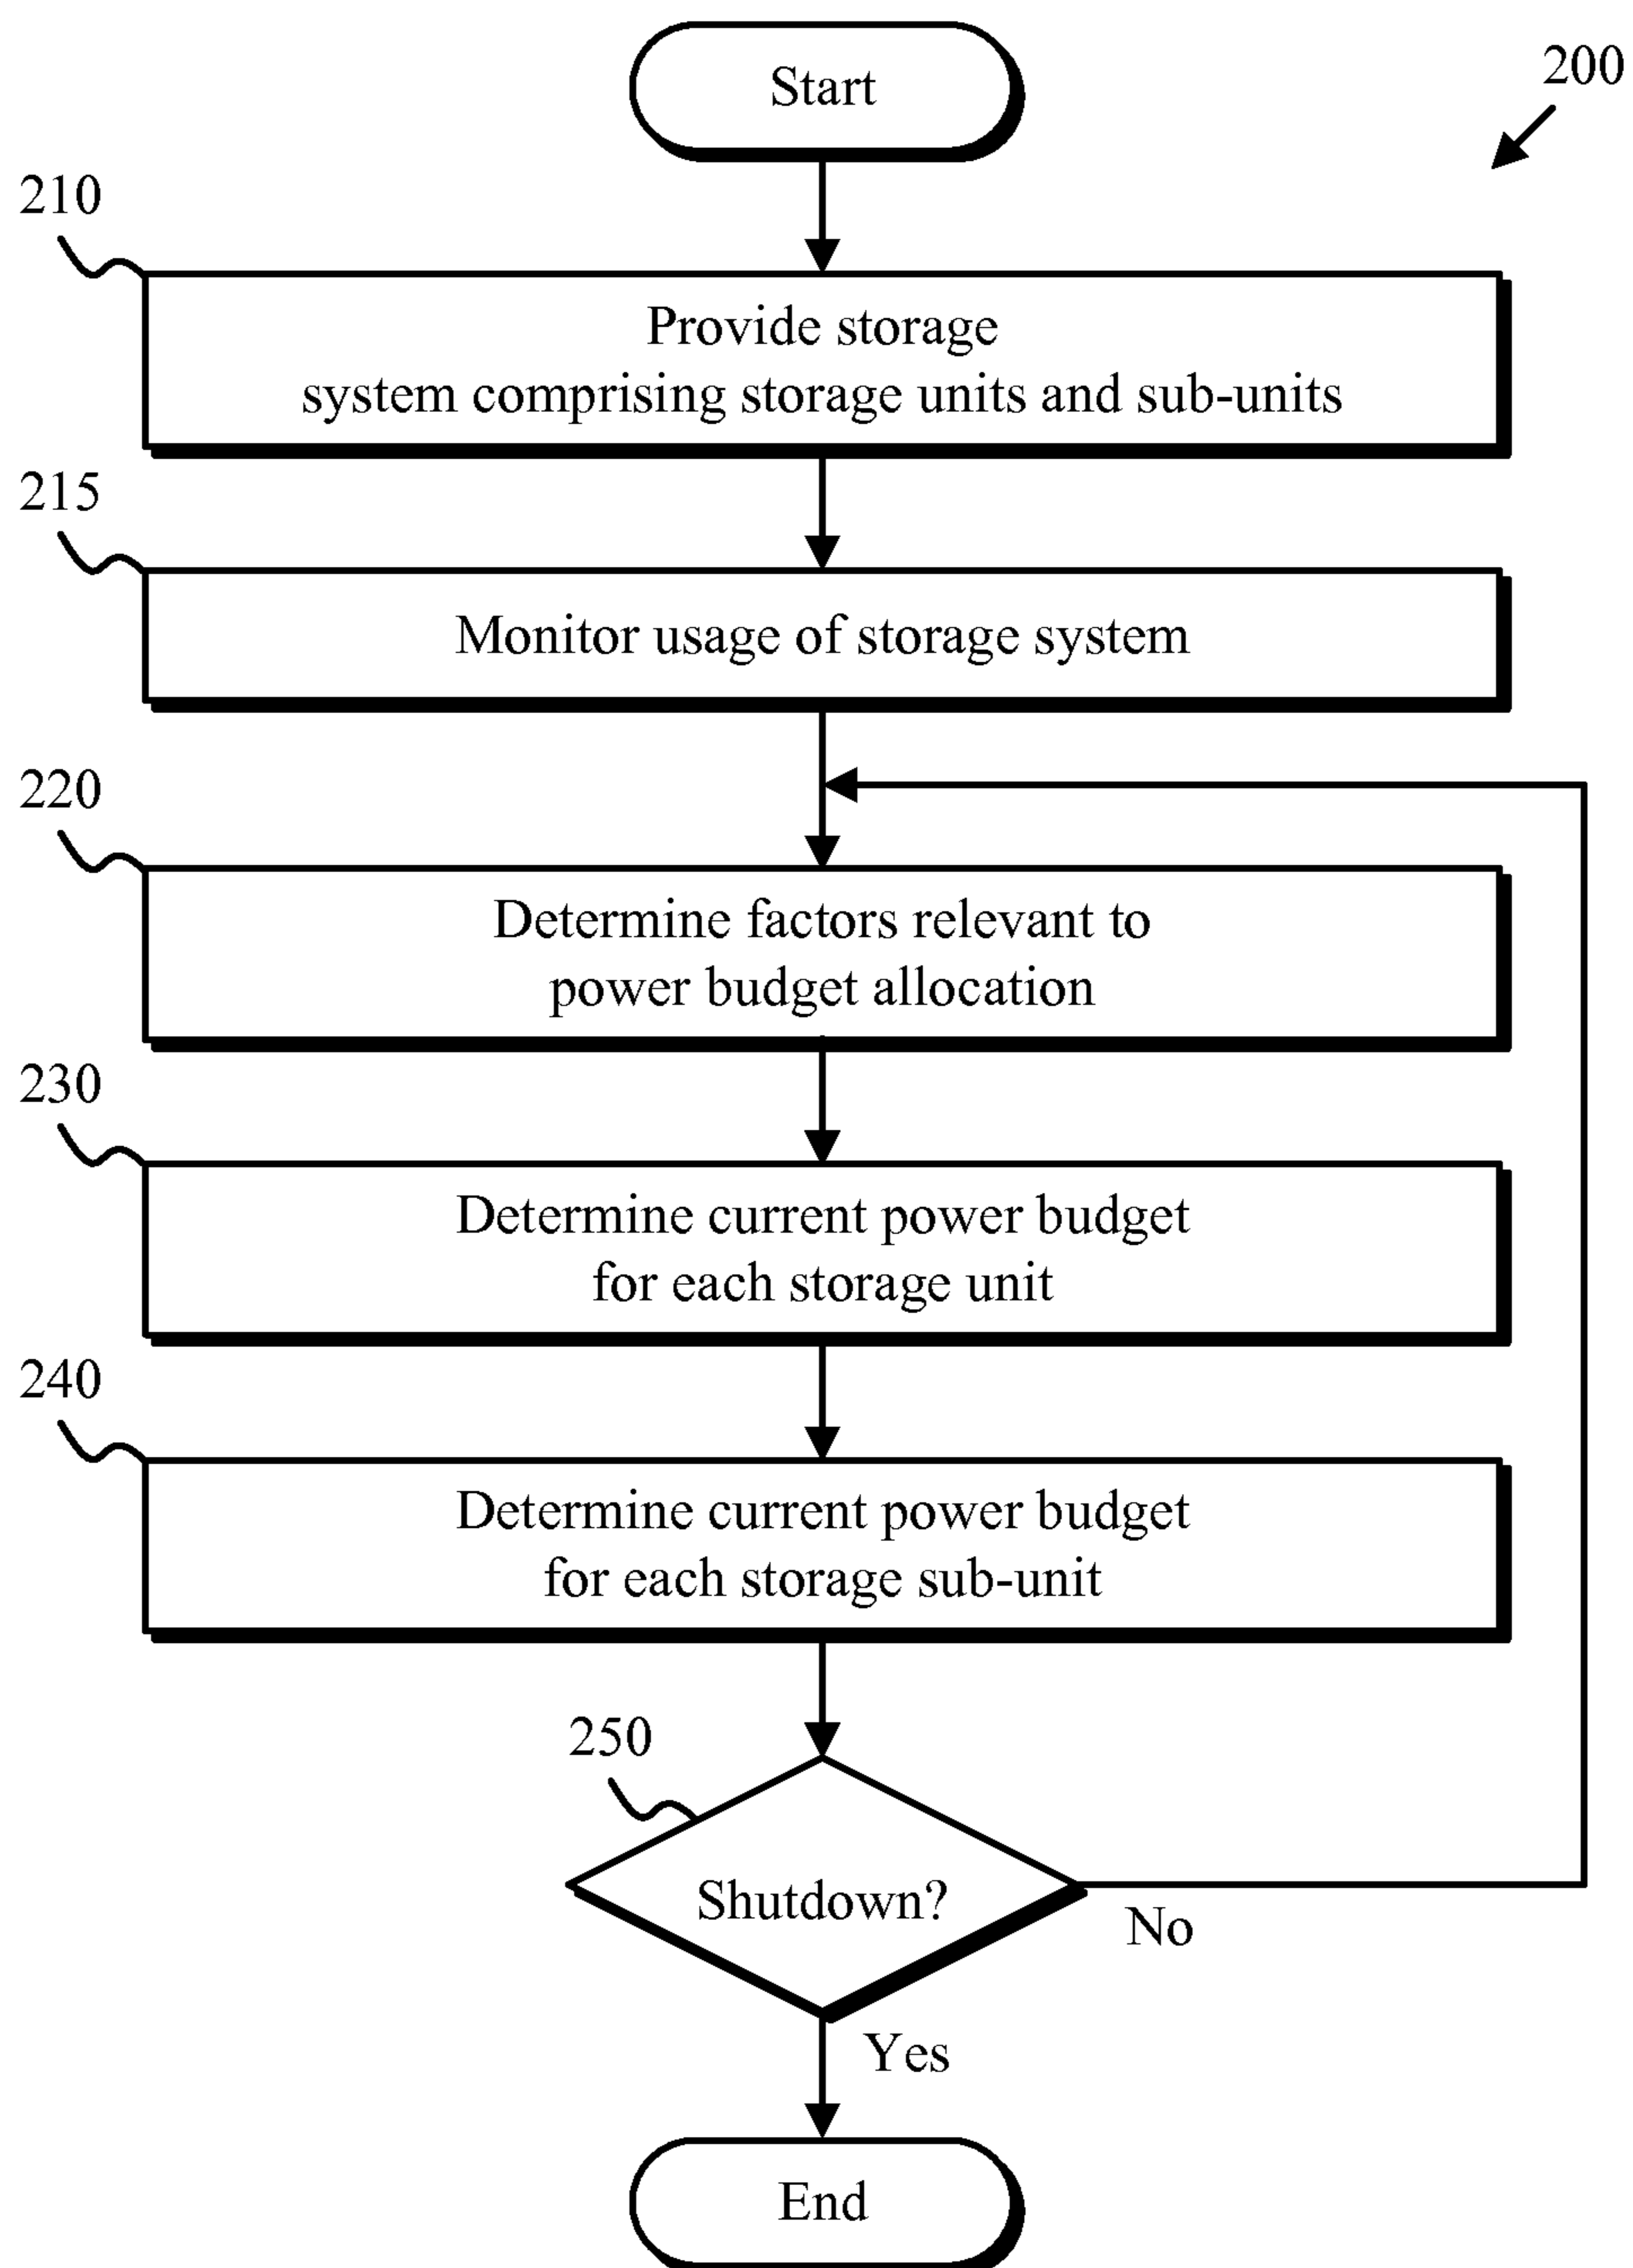 Start
200
210
Provide storage
system comprising storage units and sub-units
215
Monitor usage of storage system
220
Determine factors relevant to
power budget allocation
230
Determine current power budget
for each storage unit
240
Determine current power budget
for each storage sub-unit
250
Shutdown?
No
Yes
End